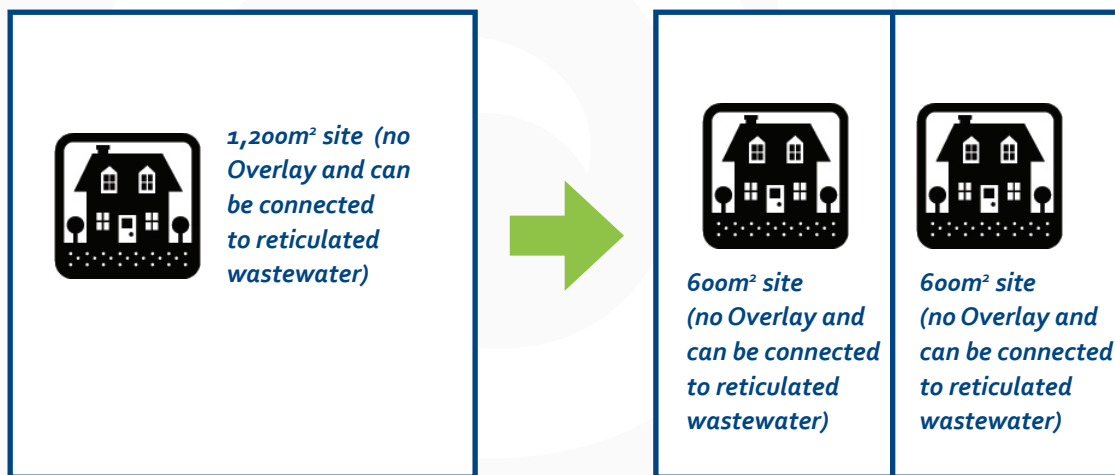 1,200m² site (no
Overlay and can
be connected
to reticulated
wastewater)
600m² site
(no Overlay and
can be connected
to reticulated
wastewater)
600m² site
(no Overlay and
can be connected
to reticulated
wastewater)